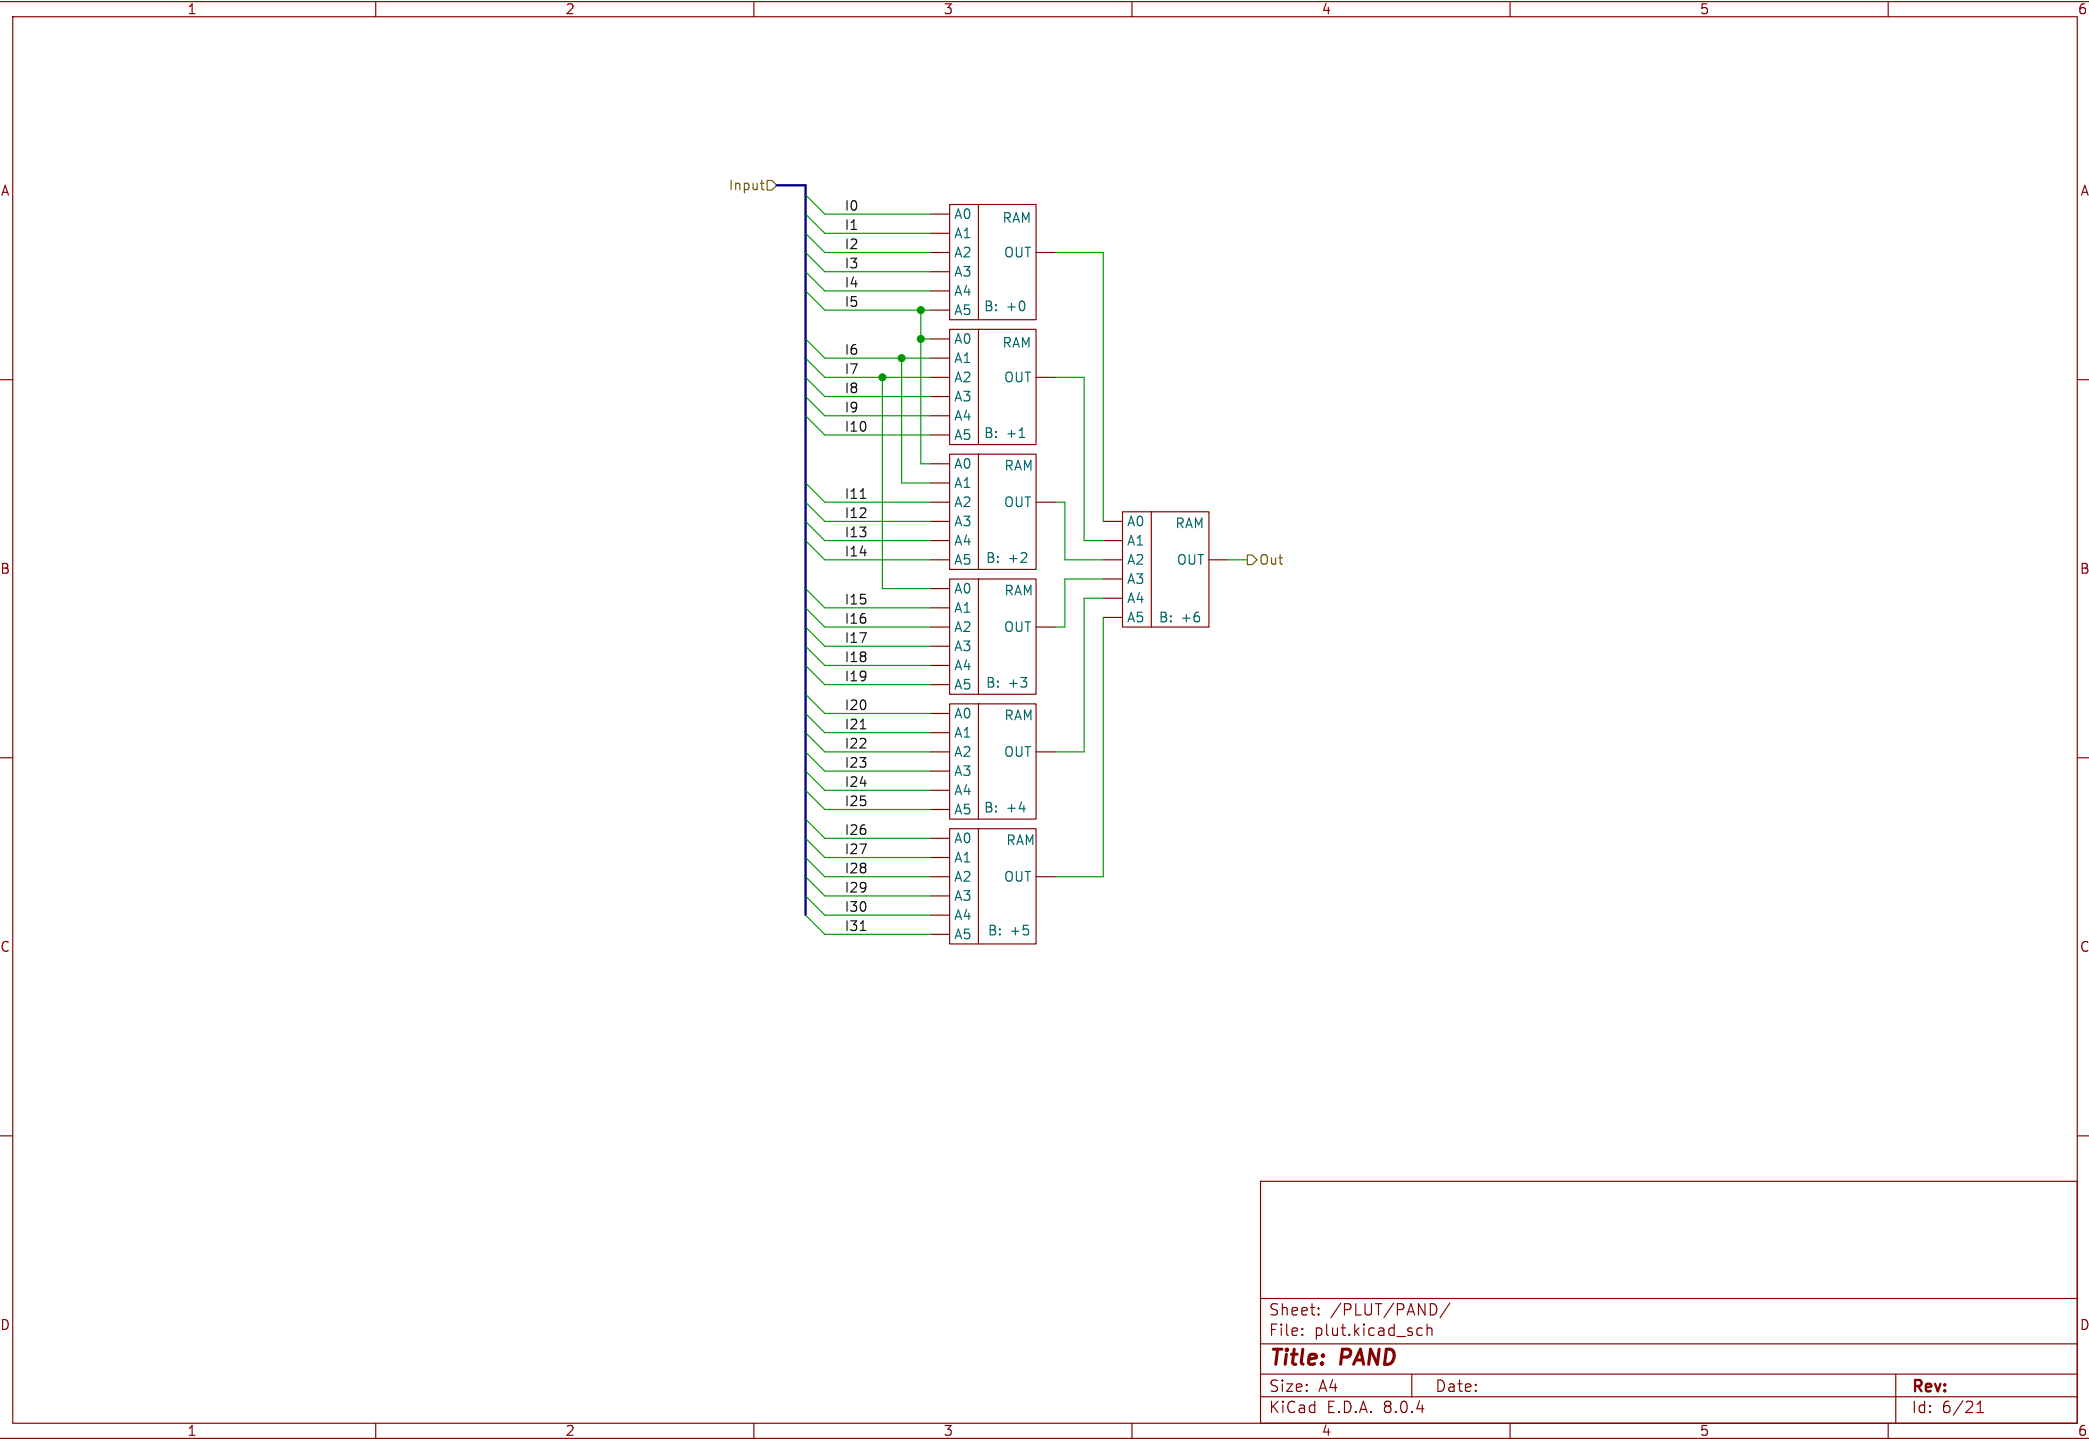 1 2 3 4 5 6
A A
Input
I0 A0 RAM
I1 A1
I2 A2 OUT
I3 A3
I4 A4
I5 A5 B: +0
A0 RAM
I6 A1
I7 A2 OUT
I8 A3
I9 A4
I10 A5 B: +1
A0 RAM
A1
I11 A2 OUT
I12 A3
I13 A4
I14 A5 B: +2
A0 RAM
A1
A2 OUT Out
A3
A4
A5 B: +6
B B
A0 RAM
I15 A1
I16 A2 OUT
I17 A3
I18 A4
I19 A5 B: +3
I20 A0 RAM
I21 A1
I22 A2 OUT
I23 A3
I24 A4
I25 A5 B: +4
I26 A0 RAM
I27 A1
I28 A2 OUT
I29 A3
I30 A4
I31 A5 B: +5
C C
D D
Sheet: /PLUT/PAND/
File: plut.kicad_sch
Title: PAND
Size: A4 Date: Rev:
KiCad E.D.A. 8.0.4 Id: 6/21
1 2 3 4 5 6